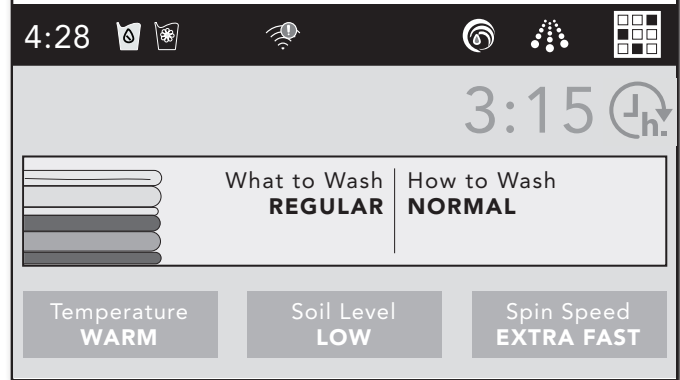 4:28
3:15 h.
What to Wash
REGULAR
How to Wash
NORMAL
Temperature
WARM
Soil Level
LOW
Spin Speed
EXTRA FAST